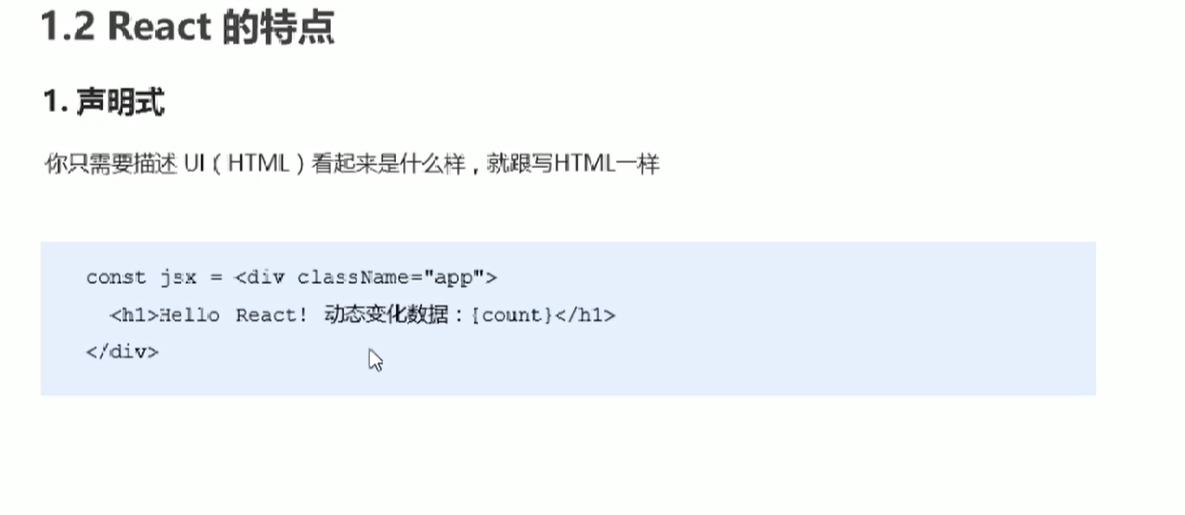 1.2 React 的特点
1. 声明式
你只需要描述 UI（HTML）看起来是什么样，就跟写HTML一样
const jsx = <div className="app">
<h1>Hello React! 动态变化数据：{count}</h1>
</div>